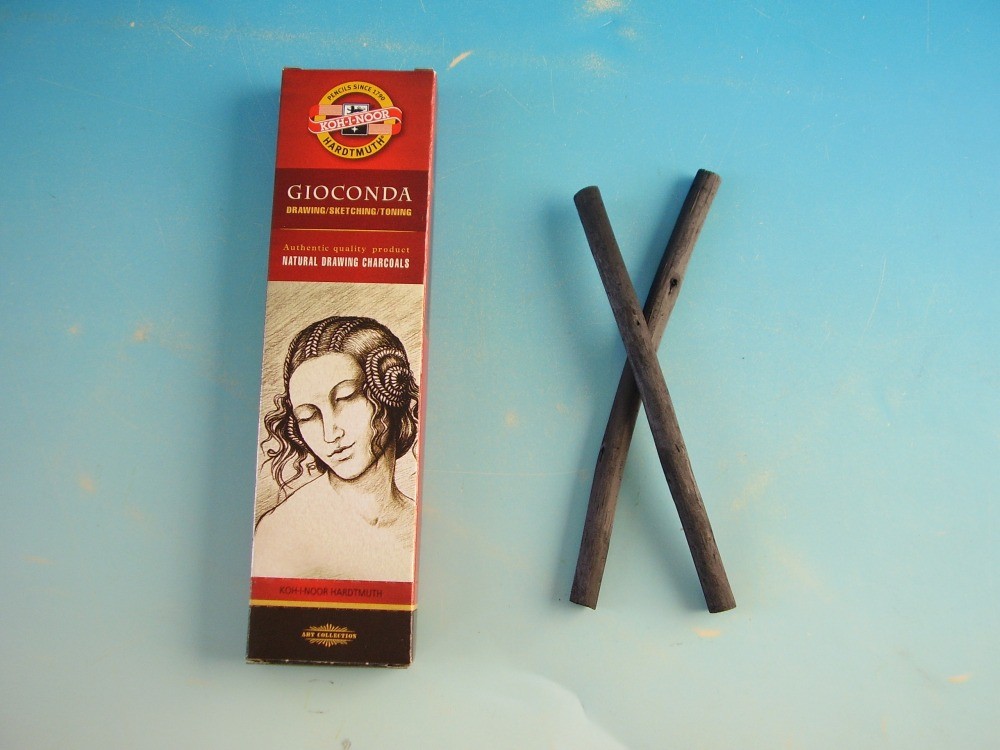 PENCILS SINCE 1790
KOH-I-NOOR
HARDTMUTH®
GIOCONDA
DRAWING/SKETCHING/TONING
Authentic quality product
NATURAL DRAWING CHARCOALS
KOH-I-NOOR HARDTMUTH
ART COLLECTION